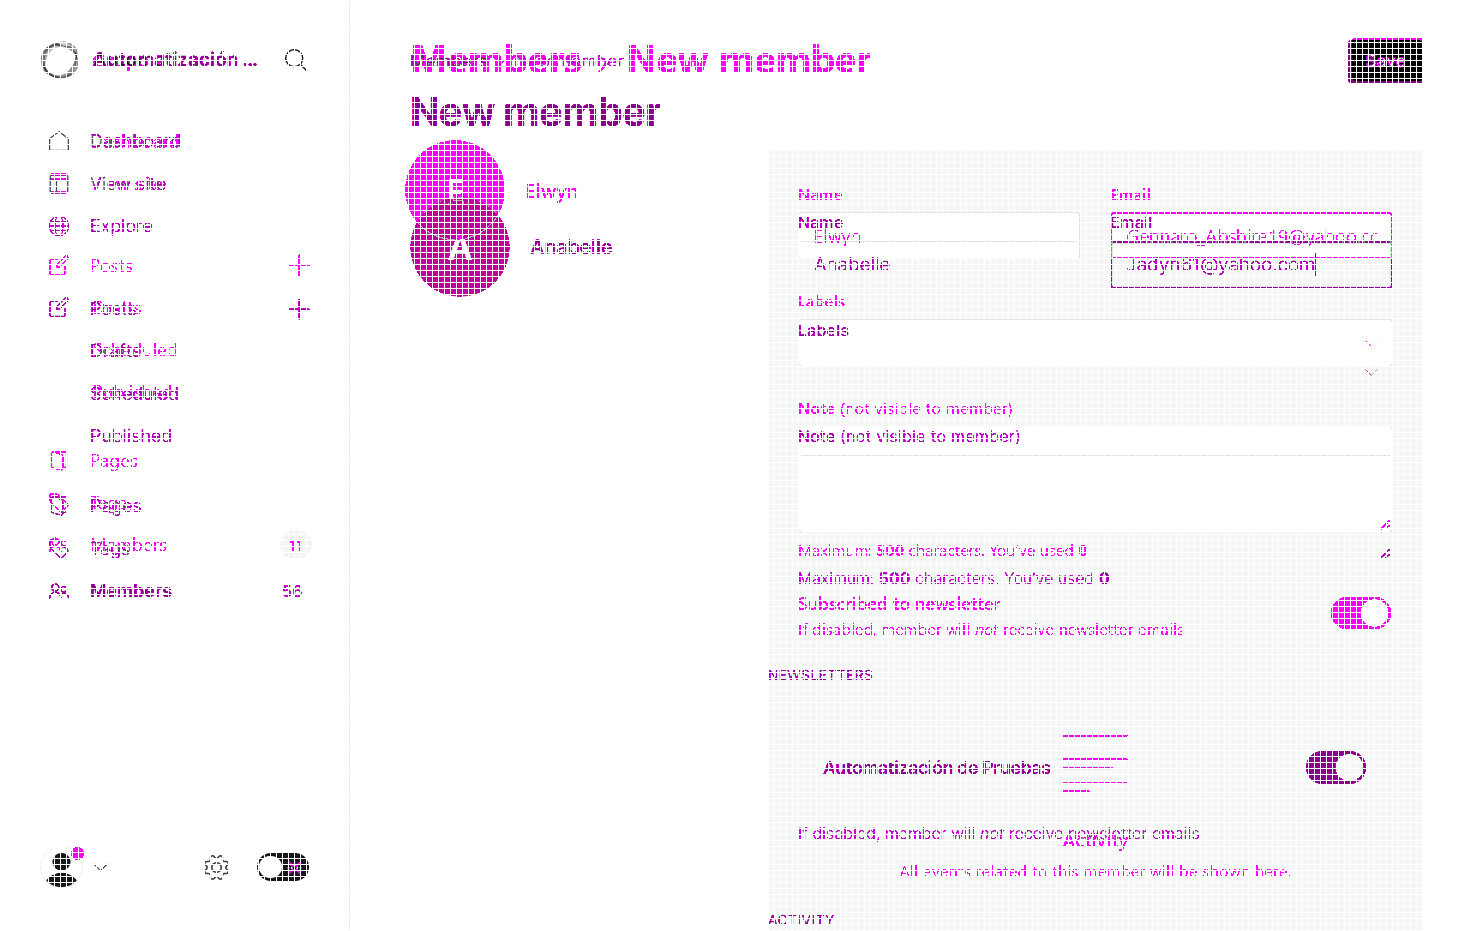 Automatización ...
Members
New member
Save
New member
Dashboard
View site
Explore
Posts
Posts
Scheduled
Published
Pages
Pages
Members 11
Members 56
E
Elwyn
A
Anabelle
Name
Email
Name
Email
Elwyn
Gennaro_Abshire19@yahoo.co
Anabelle
Jadyn61@yahoo.com
Labels
Labels
Note (not visible to member)
Note (not visible to member)
Maximum: 500 characters. You've used 0
Maximum: 500 characters. You've used 0
Subscribed to newsletter
If disabled, member will not receive newsletter emails
NEWSLETTERS
Automatización de Pruebas
If disabled, member will not receive newsletter emails
Activity
All events related to this member will be shown here.
ACTIVITY